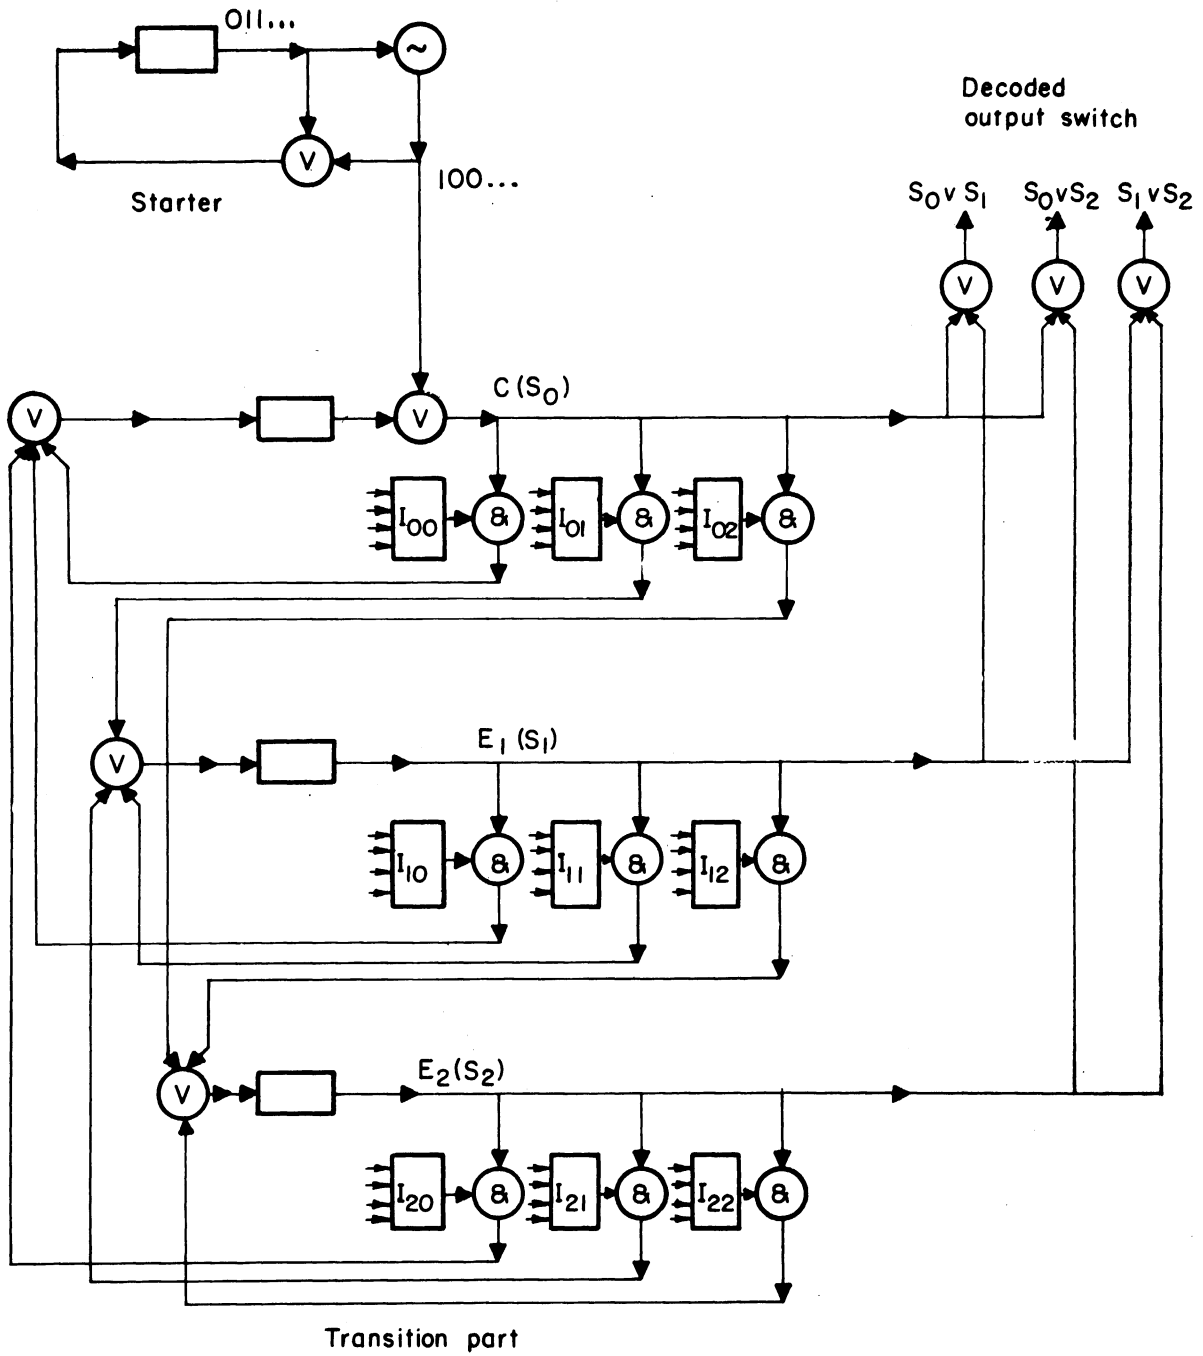 011...
~
V
100...
Starter
Decoded
output switch
S0 v S1
S0 v S2
S1 v S2
V
V
V
V
V
C (S0)
I00
&
I01
&
I02
&
V
E1 (S1)
I10
&
I11
&
I12
&
V
E2 (S2)
I20
&
I21
&
I22
&
Transition part